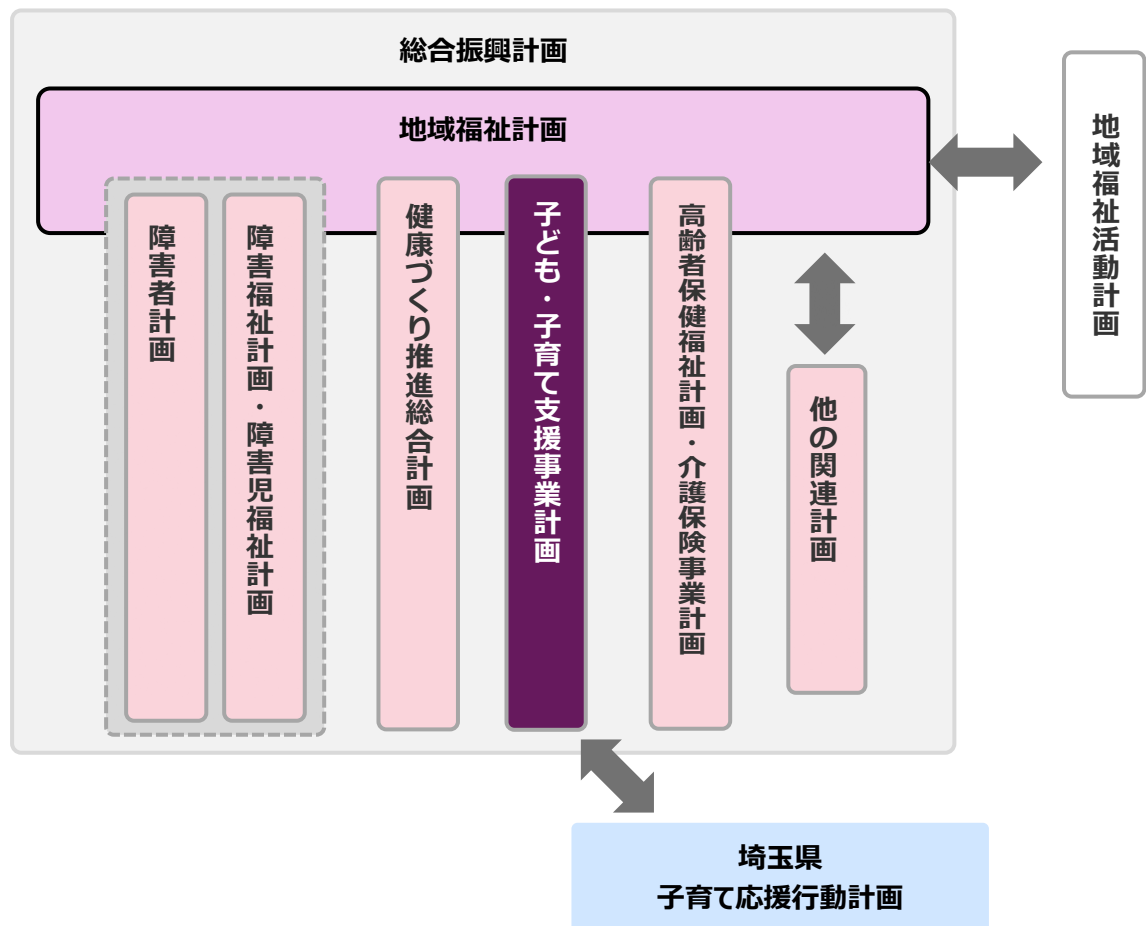 総合振興計画
地域福祉計画
障害者計画
障害福祉計画・障害児福祉計画
健康づくり推進総合計画
子ども・子育て支援事業計画
高齢者保健福祉計画・介護保険事業計画
他の関連計画
地域福祉活動計画
埼玉県
子育て応援行動計画